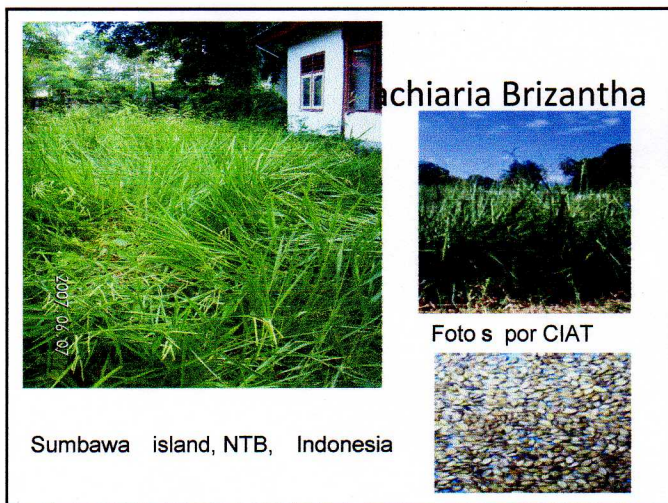 achiaria Brizantha
2007 06 07
Foto s por CIAT
Sumbawa island, NTB, Indonesia